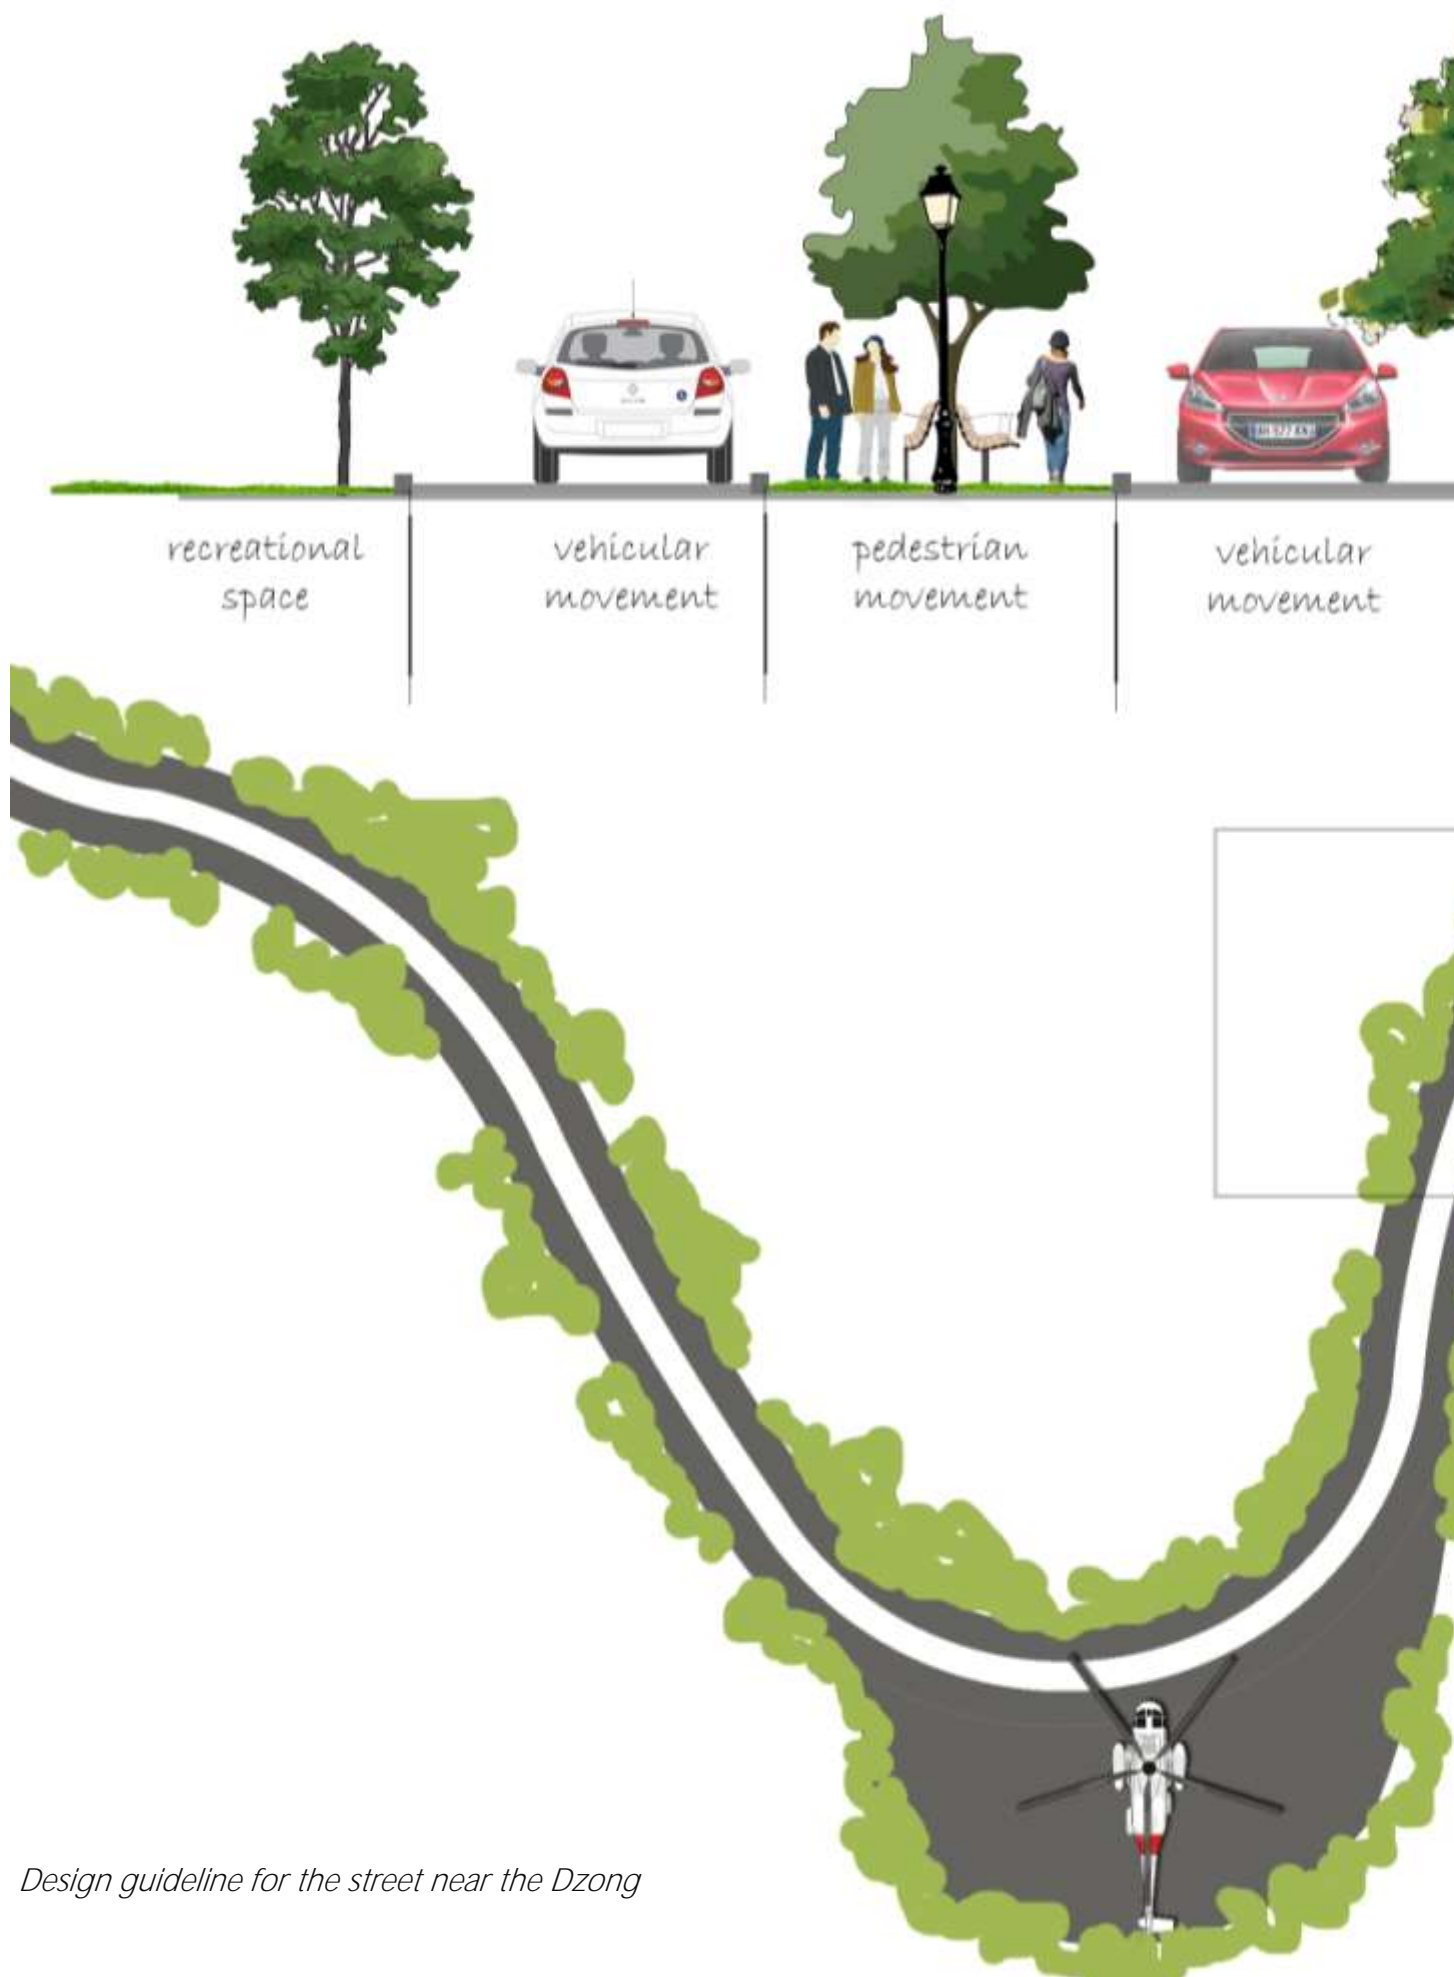 recreational
space
vehicular
movement
pedestrian
movement
vehicular
movement
Design guideline for the street near the Dzong